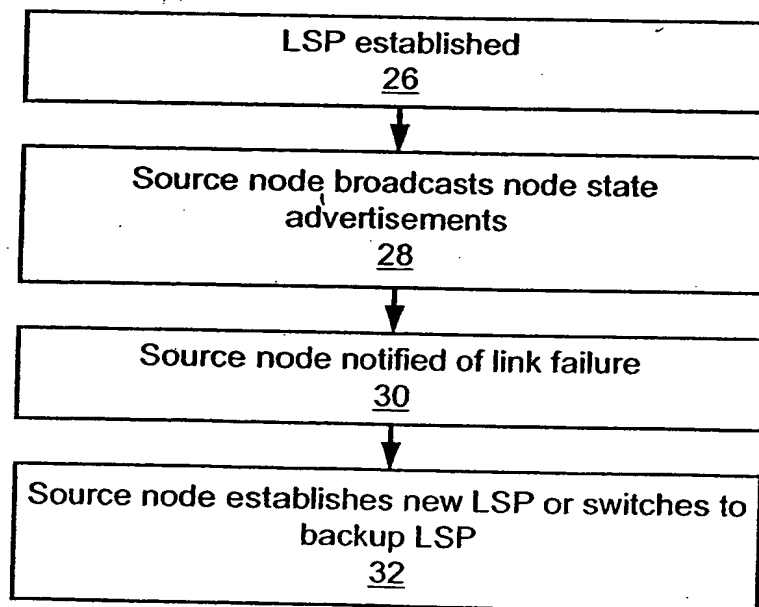 LSP established
26
Source node broadcasts node state
advertisements
28
Source node notified of link failure
30
Source node establishes new LSP or switches to
backup LSP
32